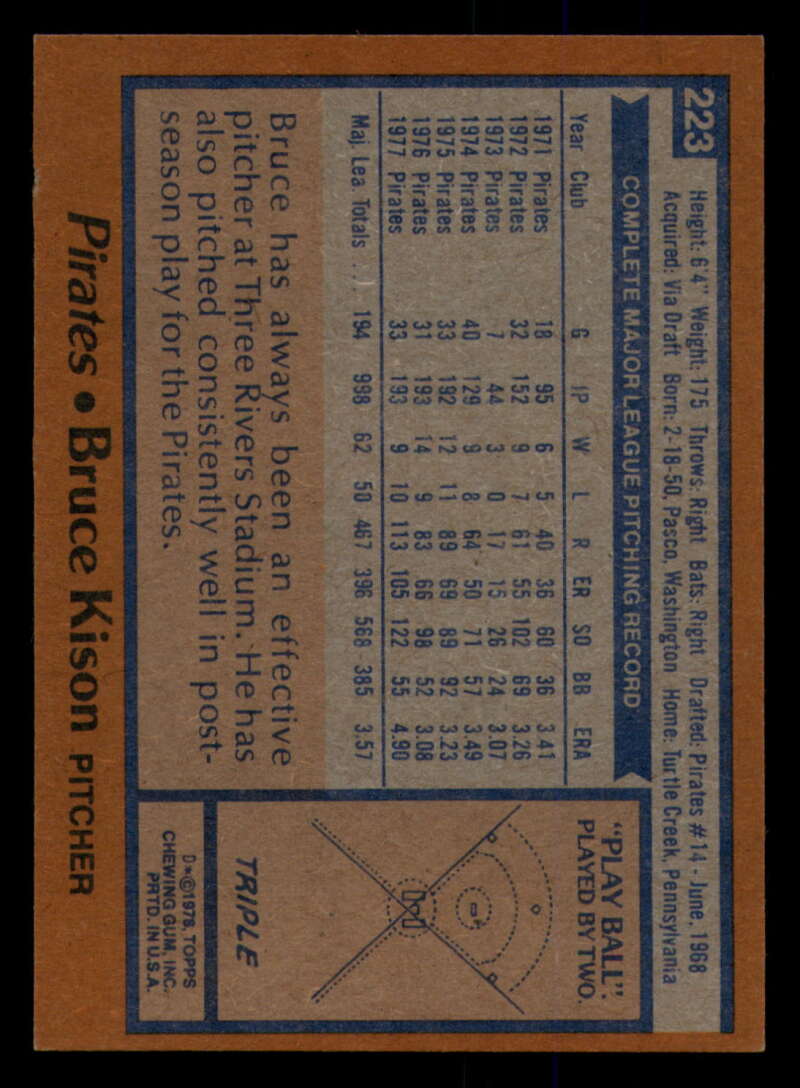 223
Height: 6'4" Weight: 175 Throws: Right Bats: Right Drafted: Pirates #14 - June, 1968
Acquired: Via Draft Born: 2-18-50, Pasco, Washington Home: Turtle Creek, Pennsylvania
COMPLETE MAJOR LEAGUE PITCHING RECORD
Year Club G IP W L R ER SO BB ERA
1971 Pirates 18 95 6 5 40 36 60 36 3.41
1972 Pirates 32 152 9 7 61 55 102 69 3.26
1973 Pirates 7 44 3 0 17 15 26 24 3.07
1974 Pirates 40 129 9 8 64 50 71 57 3.49
1975 Pirates 33 192 12 11 89 69 89 92 3.23
1976 Pirates 31 193 14 9 83 66 98 52 3.08
1977 Pirates 33 193 9 10 113 105 122 55 4.90
Maj. Lea. Totals ... 194 998 62 50 467 396 568 385 3.57
Bruce has always been an effective
pitcher at Three Rivers Stadium. He has
also pitched consistently well in post-
season play for the Pirates.
"PLAY BALL".
PLAYED BY TWO.
TRIPLE
D*©1978, TOPPS
CHEWING GUM, INC.
PRTD. IN U.S.A.
Pirates • Bruce Kison PITCHER